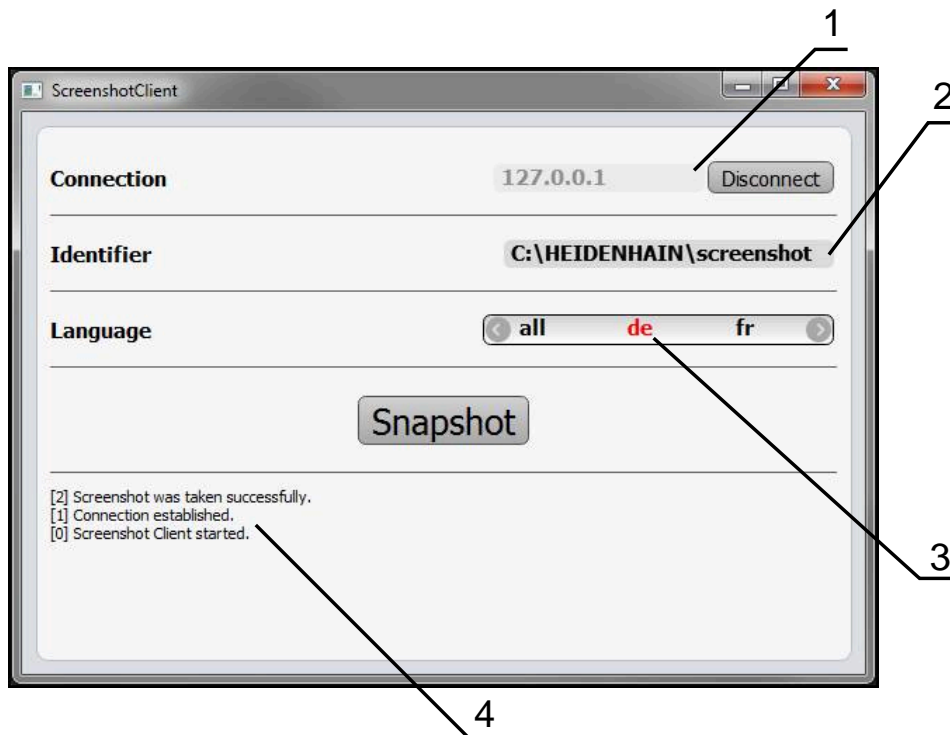 1
ScreenshotClient
2
Connection 127.0.0.1 Disconnect
Identifier C:\HEIDENHAIN\screenshot
Language all de fr
Snapshot
[2] Screenshot was taken successfully.
[1] Connection established.
[0] Screenshot Client started.
3
4